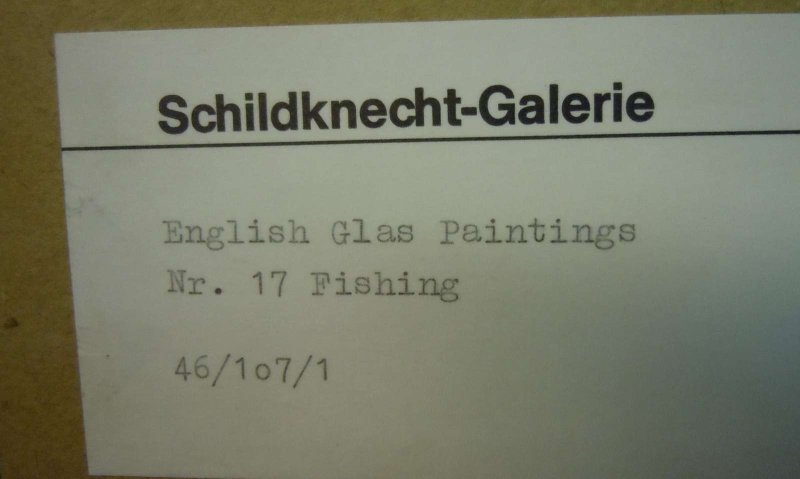 Schildknecht-Galerie
English Glas Paintings
Nr. 17 Fishing
46/1o7/1